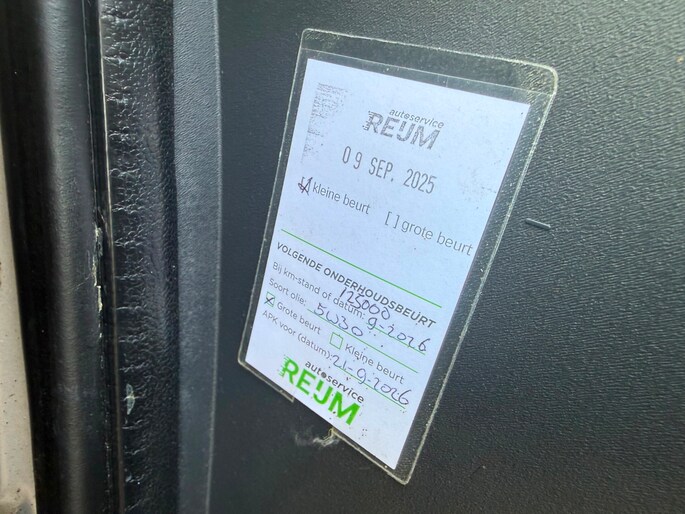 autoservice
REIJM
09 SEP. 2025
[X] kleine beurt [ ] grote beurt
VOLGENDE ONDERHOUDSBEURT
125000
Bij km-stand of datum: 9-2026
Soort olie: 5W30
Grote beurt Kleine beurt
APK voor (datum): 21-9-2026
autoservice
REIJM